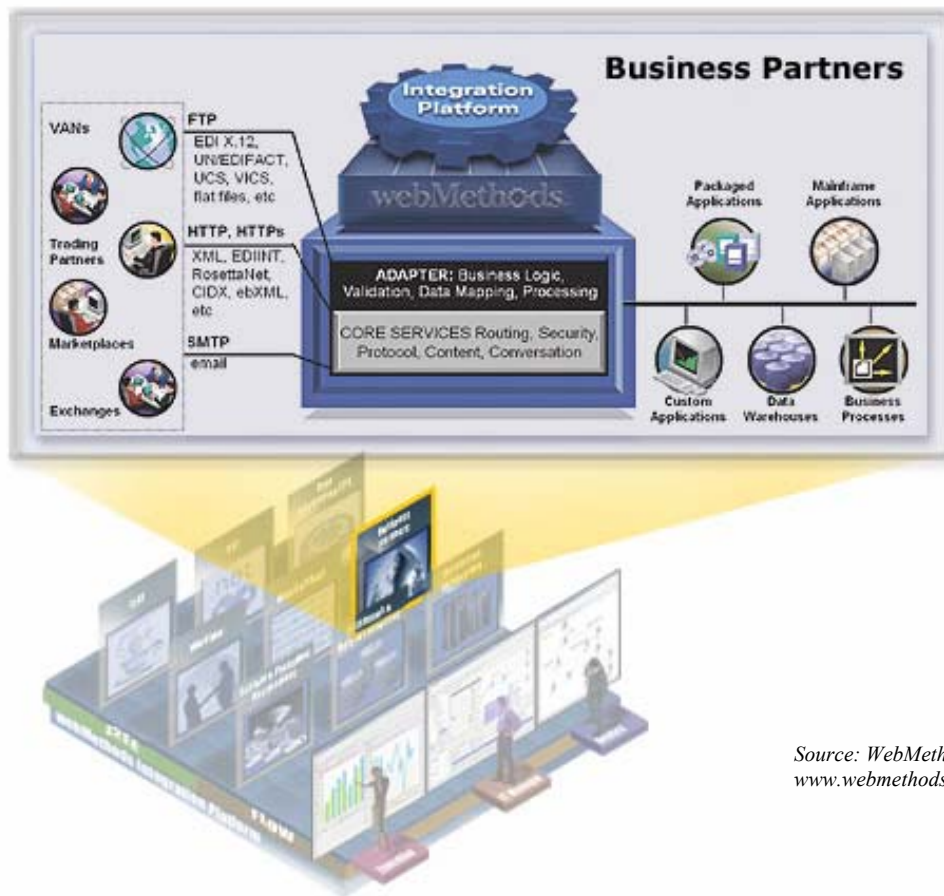 Business Partners
Integration
Platform
webMethods
VANs
Trading
Partners
Marketplaces
Exchanges
FTP
EDI X.12,
UN/EDIFACT,
UCS, VICS,
flat files, etc
HTTP, HTTPs
XML, EDIINT,
RosettaNet,
CIDX, ebXML,
etc
SMTP
email
ADAPTER: Business Logic,
Validation, Data Mapping, Processing
CORE SERVICES Routing, Security,
Protocol, Content, Conversation
Packaged
Applications
Mainframe
Applications
Custom
Applications
Data
Warehouses
Business
Processes
FLOW
Source: WebMeth
www.webmethods